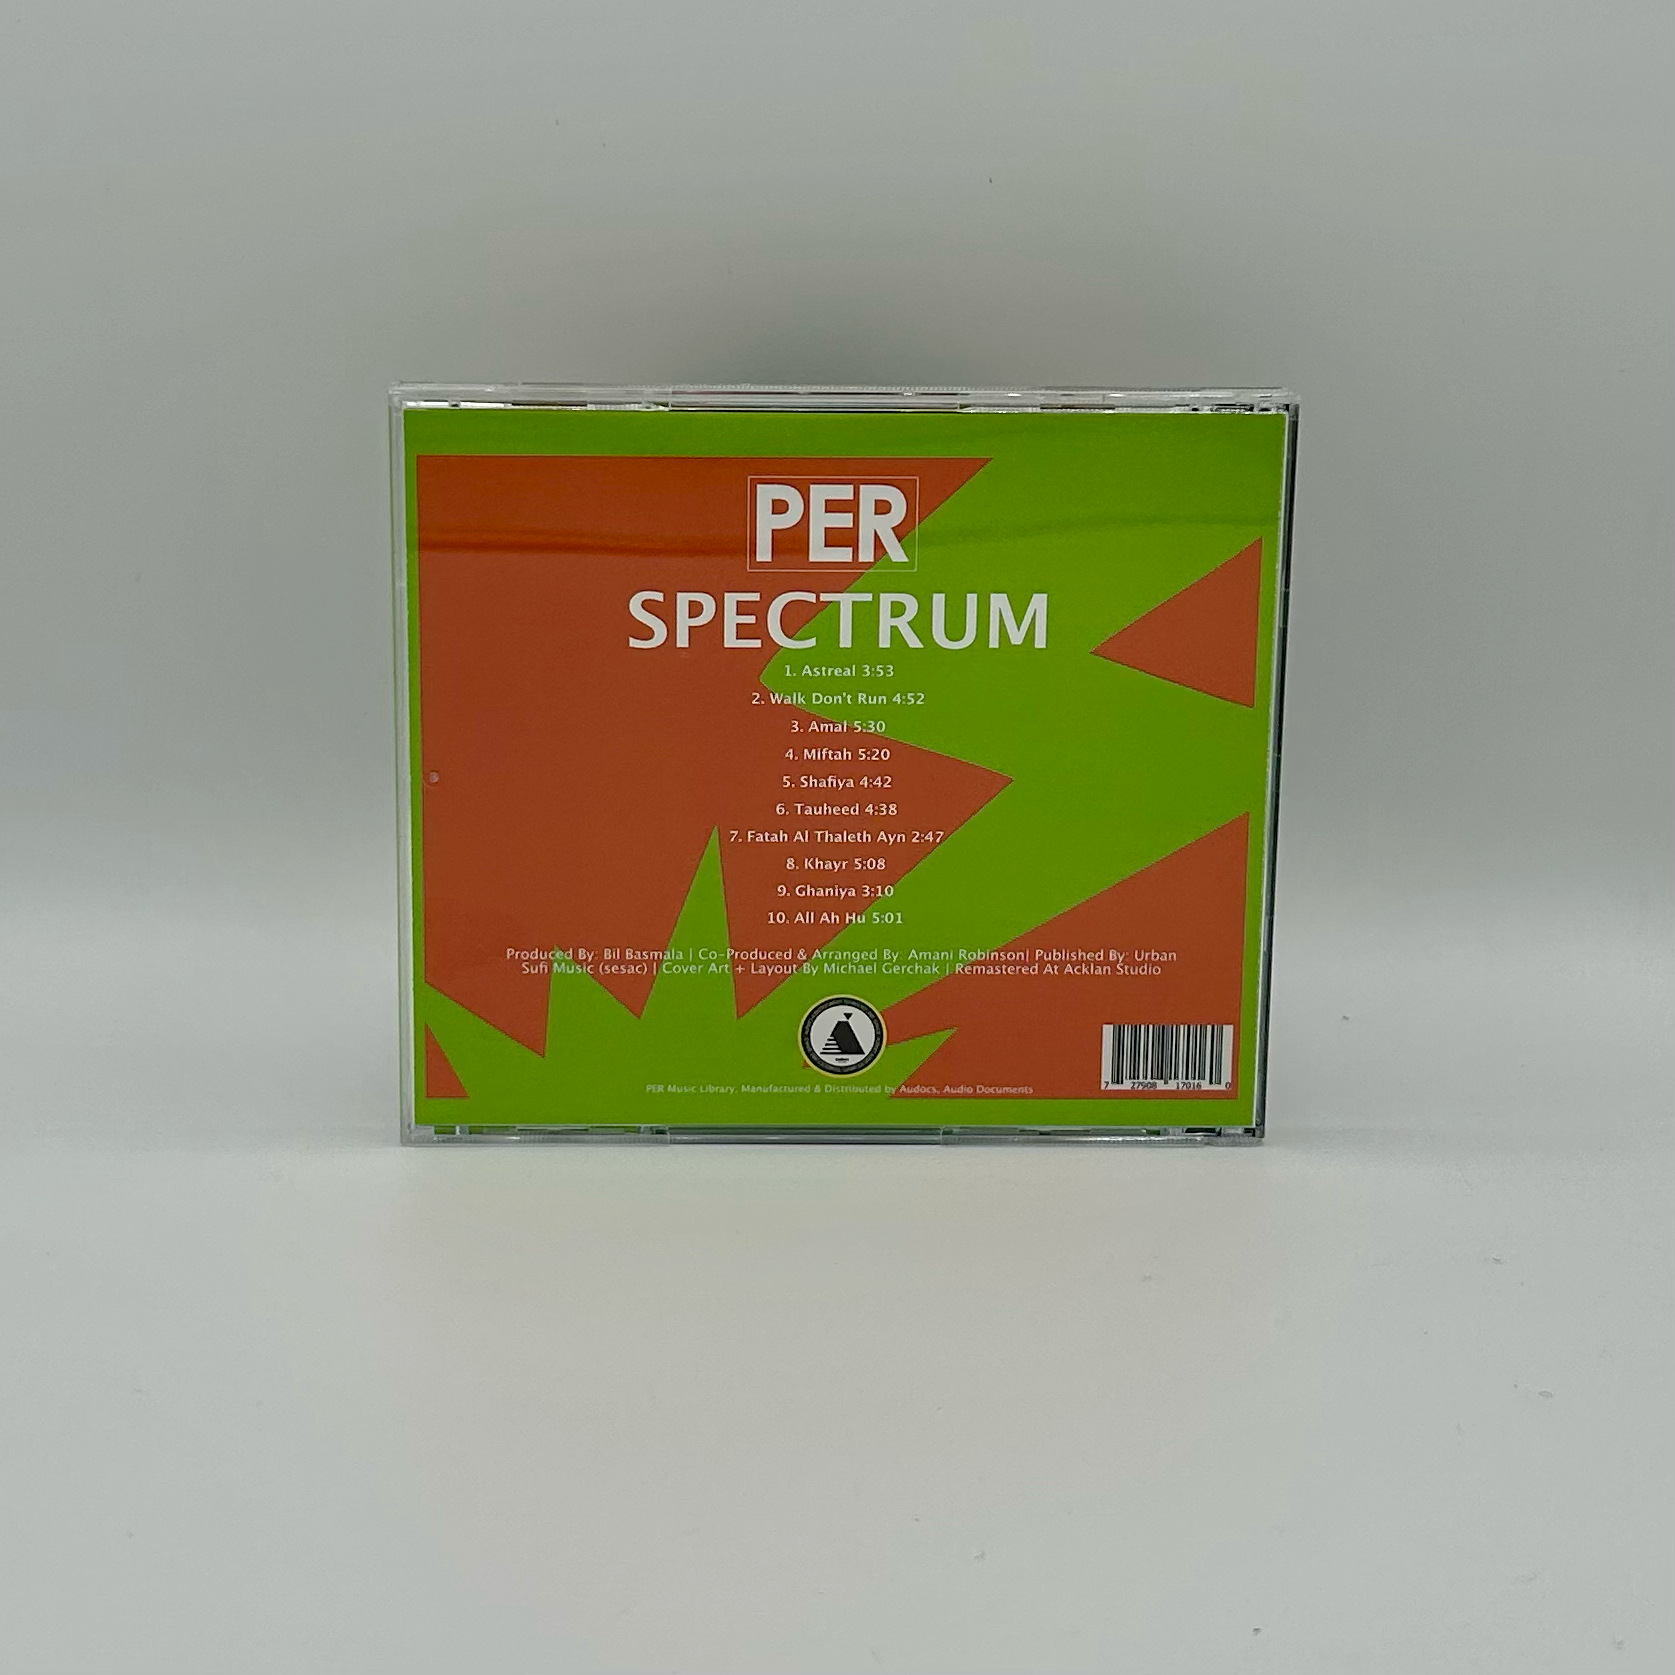 PER
SPECTRUM
1. Astreal 3:53
2. Walk Don't Run 4:52
3. Amal 5:30
4. Miftah 5:20
5. Shafiya 4:42
6. Tauheed 4:38
7. Fatah Al Thaleth Ayn 2:47
8. Khayr 5:08
9. Ghaniya 3:10
10. All Ah Hu 5:01
Produced By: Bil Basmala | Co-Produced & Arranged By: Amani Robinson| Published By: Urban
Sufi Music (sesac) | Cover Art + Layout By Michael Gerchak | Remastered At Acklan Studio
PER Music Library, Manufactured & Distributed by Audocs, Audio Documents
7 27908 17016 0